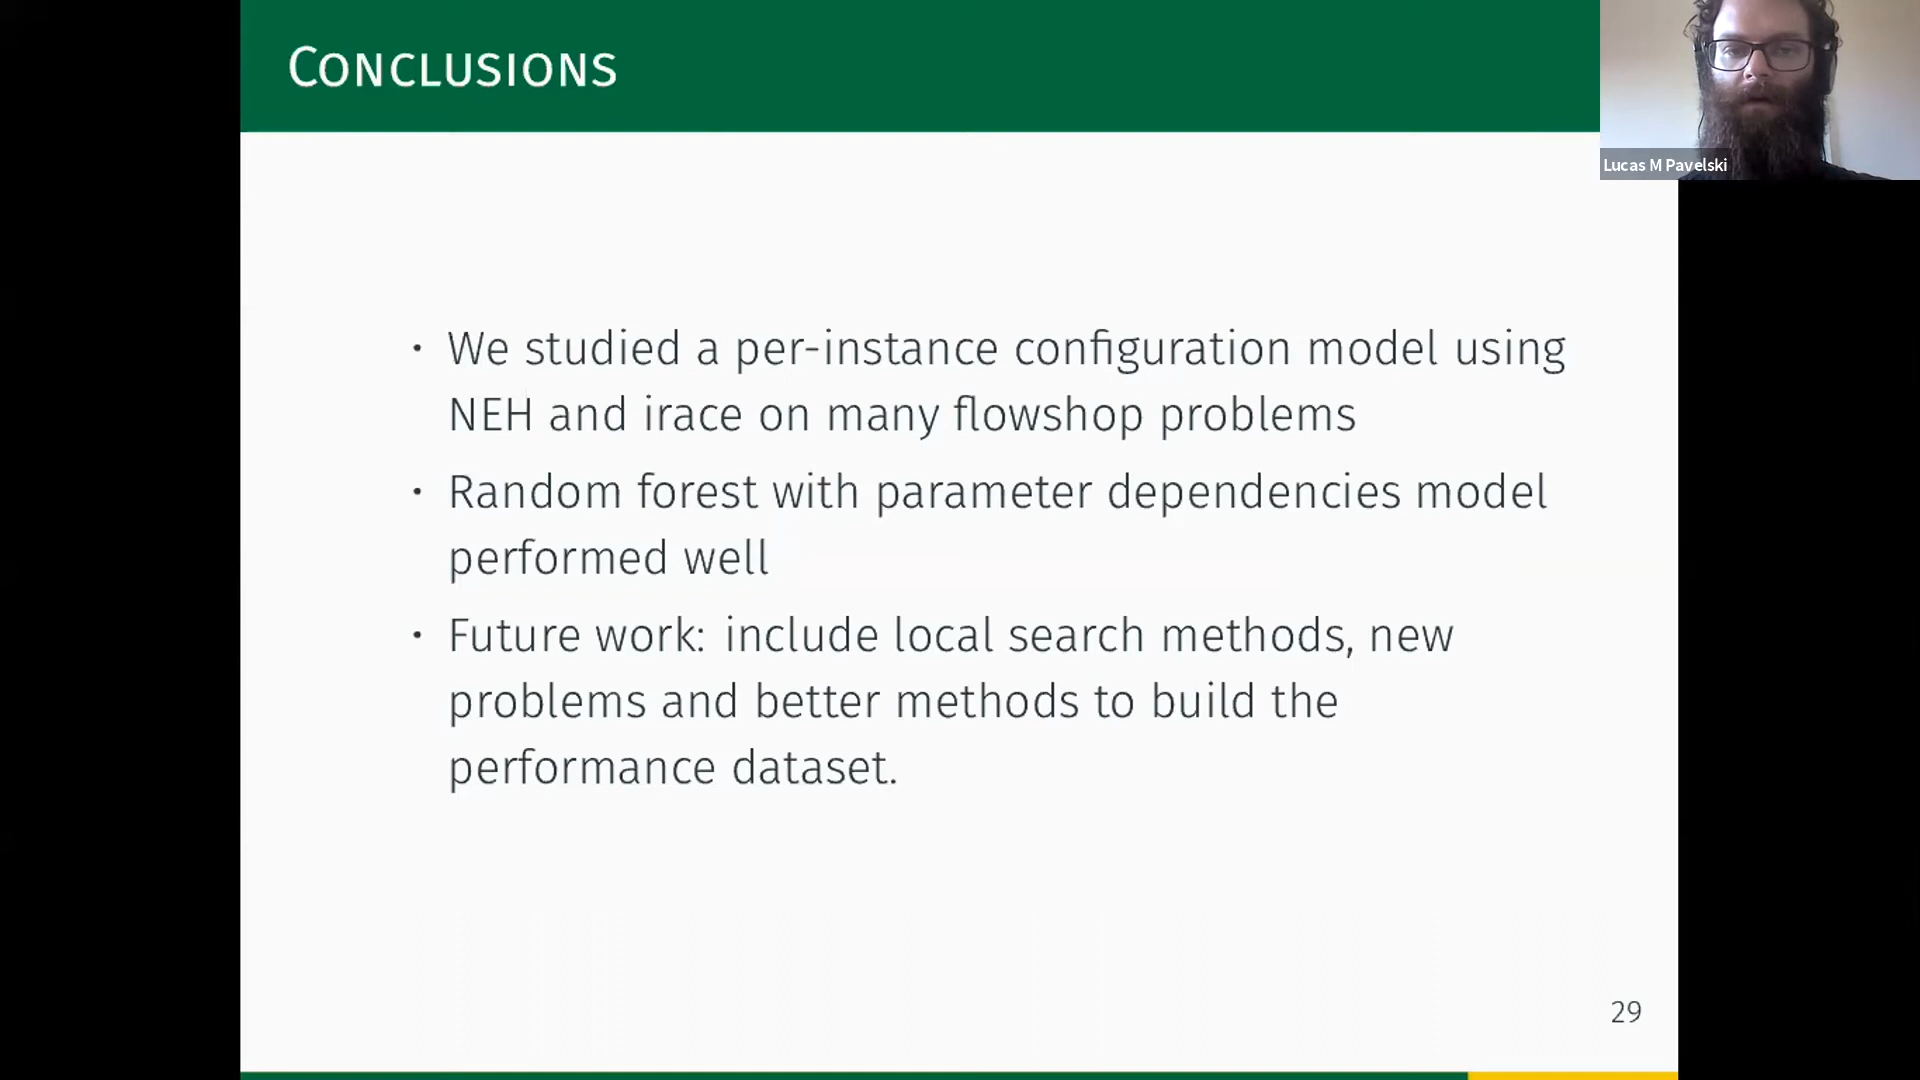 CONCLUSIONS
Lucas M Pavelski
· We studied a per-instance configuration model using
NEH and irace on many flowshop problems
· Random forest with parameter dependencies model
performed well
· Future work: include local search methods, new
problems and better methods to build the
performance dataset.
29